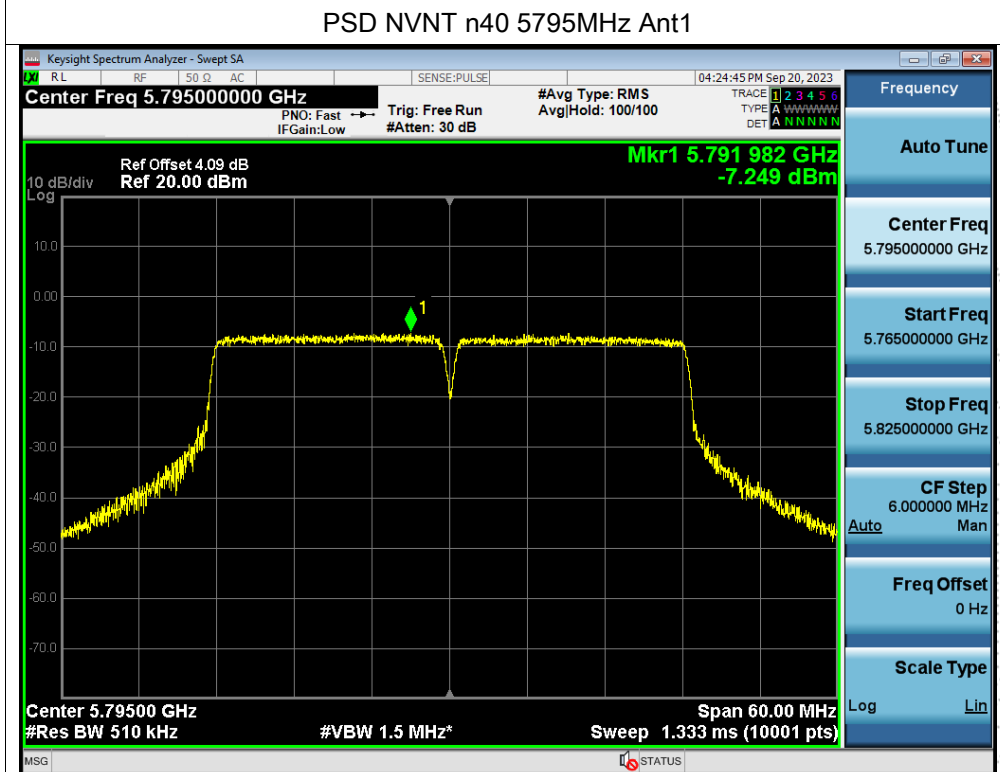 PSD NVNT n40 5795MHz Ant1
Keysight Spectrum Analyzer - Swept SA
LXI RL RF 50 Ω AC SENSE:PULSE 04:24:45 PM Sep 20, 2023
Center Freq 5.795000000 GHz
PNO: Fast
IFGain:Low
Trig: Free Run
#Atten: 30 dB
#Avg Type: RMS
Avg|Hold: 100/100
TRACE 1 2 3 4 5 6
TYPE A WWWWW
DET A N N N N N
Ref Offset 4.09 dB
Ref 20.00 dBm
10 dB/div
Log
Mkr1 5.791 982 GHz
-7.249 dBm
10.0
0.00
-10.0
-20.0
-30.0
-40.0
-50.0
-60.0
-70.0
1
Center 5.79500 GHz
Span 60.00 MHz
#Res BW 510 kHz
#VBW 1.5 MHz*
Sweep 1.333 ms (10001 pts)
MSG
STATUS
Frequency
Auto Tune
Center Freq
5.795000000 GHz
Start Freq
5.765000000 GHz
Stop Freq
5.825000000 GHz
CF Step
6.000000 MHz
Auto Man
Freq Offset
0 Hz
Scale Type
Log Lin